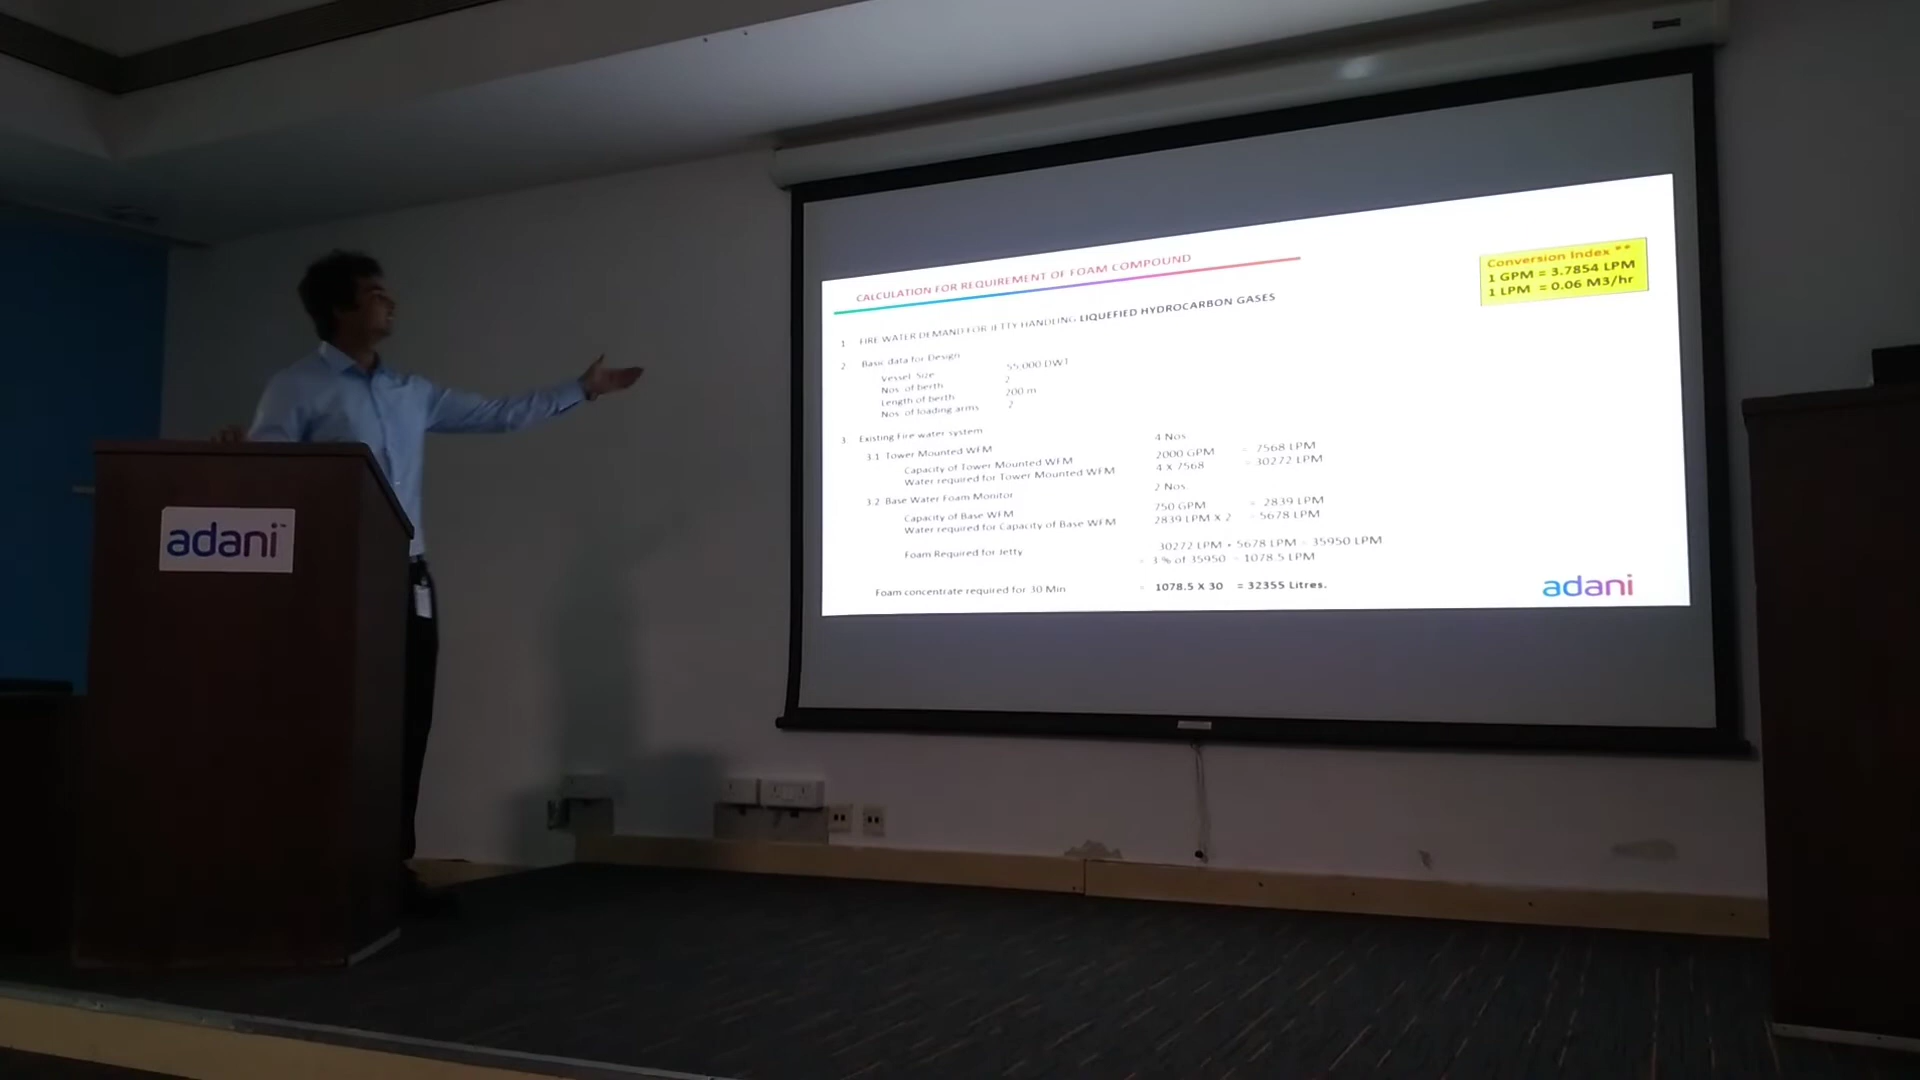 CALCULATION FOR REQUIREMENT OF FOAM COMPOUND
Conversion Index **
1 GPM = 3.7854 LPM
1 LPM = 0.06 M3/hr
1 FIRE WATER DEMAND FOR JETTY HANDLING LIQUEFIED HYDROCARBON GASES
2 Basic data for Design
Vessel Size 55,000 DWT
Nos. of berth 2
Length of berth 200 m
Nos. of loading arms 2
3 Existing Fire water system
3.1 Tower Mounted WFM 4 Nos
Capacity of Tower Mounted WFM 2000 GPM = 7568 LPM
Water required for Tower Mounted WFM 4 X 7568 = 30272 LPM
3.2 Base Water Foam Monitor 2 Nos.
Capacity of Base WFM 750 GPM = 2839 LPM
Water required for Capacity of Base WFM 2839 LPM X 2 = 5678 LPM
Foam Required for Jetty 30272 LPM + 5678 LPM = 35950 LPM
= 3 % of 35950 = 1078.5 LPM
Foam concentrate required for 30 Min = 1078.5 X 30 = 32355 Litres.
adani
adani™